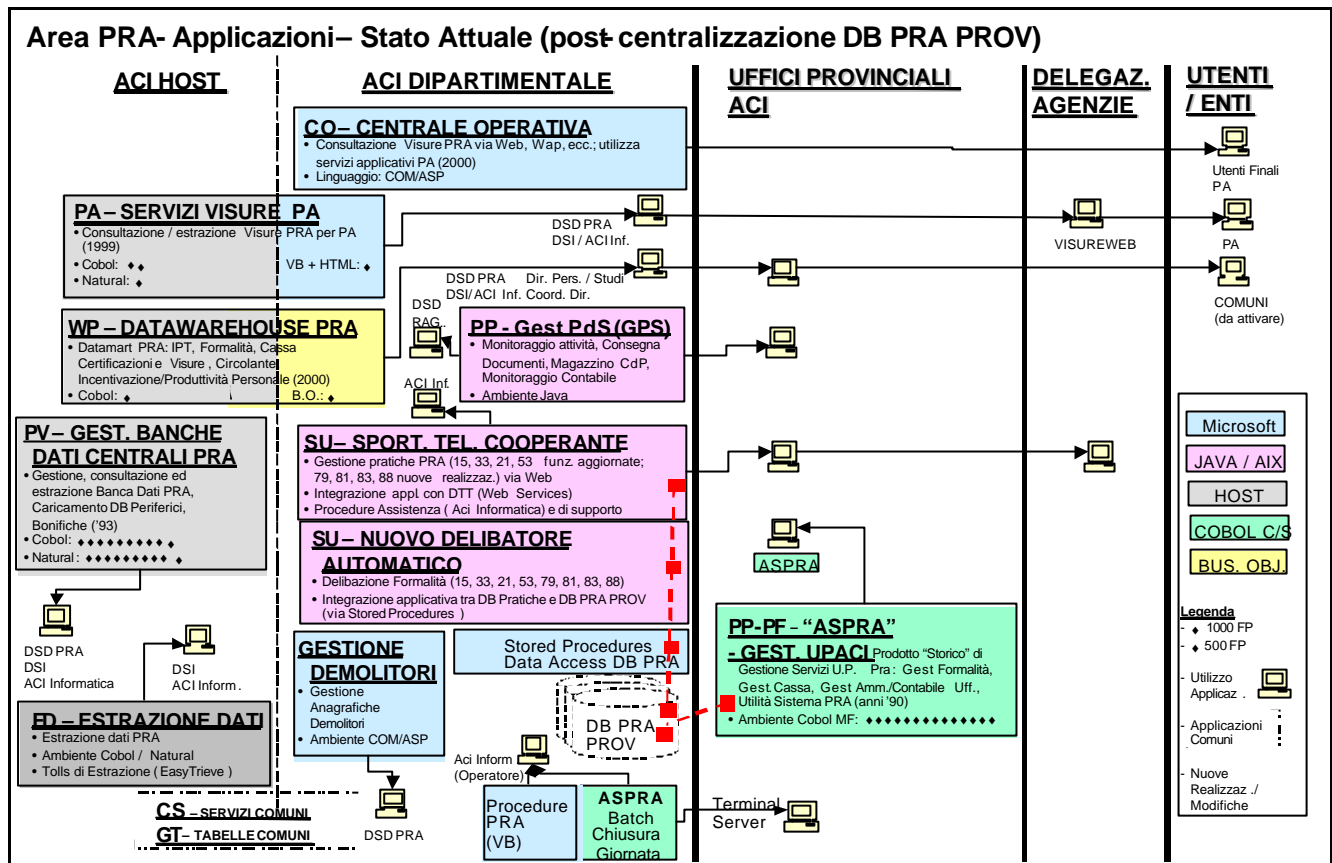 Area PRA- Applicazioni– Stato Attuale (post-centralizzazione DB PRA PROV)
ACI HOST
ACI DIPARTIMENTALE
UFFICI PROVINCIALI
ACI
DELEGAZ.
AGENZIE
UTENTI
/ ENTI
CO– CENTRALE OPERATIVA
• Consultazione Visure PRA via Web, Wap, ecc.; utilizza
servizi applicativi PA (2000)
• Linguaggio: COM/ASP
Utenti Finali
PA
PA – SERVIZI VISURE PA
• Consultazione / estrazione Visure PRA per PA
(1999)
• Cobol: ♦ ♦ VB + HTML: ♦
• Natural: ♦
DSD PRA
DSI / ACI Inf.
VISUREWEB
PA
DSD PRA Dir. Pers. / Studi
DSI/ ACI Inf. Coord. Dir.
COMUNI
(da attivare)
WP – DATAWAREHOUSE PRA
• Datamart PRA: IPT, Formalità, Cassa
Certificazioni e Visure , Circolante
Incentivazione/Produttività Personale (2000)
• Cobol: ♦ B.O.: ♦
DSD
RAG..
PP - Gest PdS (GPS)
• Monitoraggio attività, Consegna
Documenti, Magazzino CdP,
Monitoraggio Contabile
• Ambiente Java
ACI Inf.
PV – GEST. BANCHE
DATI CENTRALI PRA
• Gestione, consultazione ed
estrazione Banca Dati PRA,
Caricamento DB Periferici,
Bonifiche ('93)
• Cobol: ♦ ♦ ♦ ♦ ♦ ♦ ♦ ♦ ♦ ♦
• Natural: ♦ ♦ ♦ ♦ ♦ ♦ ♦ ♦ ♦ ♦
SU– SPORT. TEL. COOPERANTE
• Gestione pratiche PRA (15, 33, 21, 53 funz. aggiornate;
79, 81, 83, 88 nuove realizzaz.) via Web
• Integrazione appl. con DTT (Web Services)
• Procedure Assistenza ( Aci Informatica) e di supporto
SU– NUOVO DELIBATORE
AUTOMATICO
• Delibazione Formalità (15, 33, 21, 53, 79, 81, 83, 88)
• Integrazione applicativa tra DB Pratiche e DB PRA PROV
(via Stored Procedures )
ASPRA
DSD PRA
DSI
ACI Informatica
DSI
ACI Inform .
GESTIONE
DEMOLITORI
• Gestione
Anagrafiche
Demolitori
• Ambiente COM/ASP
Stored Procedures
Data Access DB PRA
DB PRA
PROV
PP-PF - “ASPRA”
- GEST. UPACI Prodotto “Storico” di
Gestione Servizi U.P. Pra: Gest Formalità,
Gest. Cassa, Gest Amm./Contabile Uff.,
Utilità Sistema PRA (anni '90)
• Ambiente Cobol MF: ♦ ♦ ♦ ♦ ♦ ♦ ♦ ♦ ♦ ♦ ♦ ♦ ♦ ♦
ED – ESTRAZIONE DATI
• Estrazione dati PRA
• Ambiente Cobol / Natural
• Tolls di Estrazione ( EasyTrieve )
Aci Inform
(Operatore)
CS – SERVIZI COMUNI
GT– TABELLE COMUNI
DSD PRA
Procedure
PRA
(VB)
ASPRA
Batch
Chiusura
Giornata
Terminal
Server
Microsoft
JAVA / AIX
HOST
COBOL C/S
BUS. OBJ.
Legenda
- ♦ 1000 FP
- ♦ 500 FP
- Utilizzo
Applicaz .
- Applicazioni
Comuni
- Nuove
Realizzaz ./
Modifiche